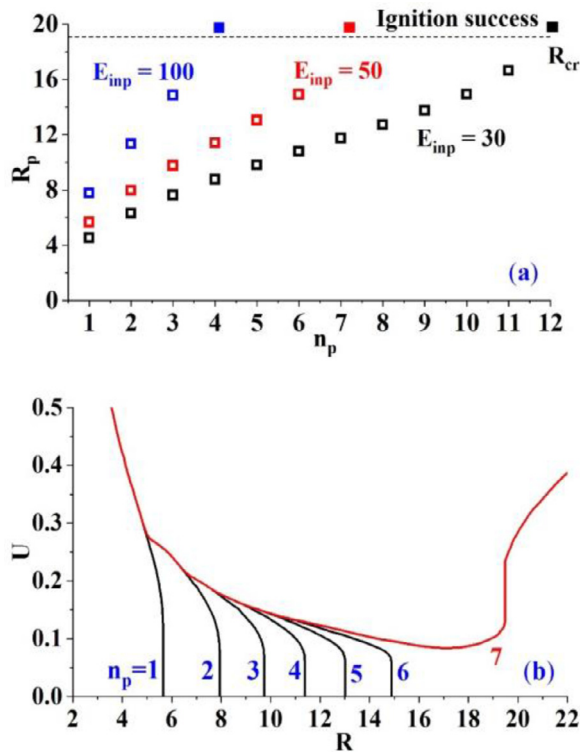 Ignition success
20
16
12
8
4
0
R_p
E_inp = 100
E_inp = 50
E_inp = 30
R_cr
(a)
1 2 3 4 5 6 7 8 9 10 11 12
n_p
0.5
0.4
0.3
0.2
0.1
0.0
U
n_p=1 2 3 4 5 6 7
(b)
2 4 6 8 10 12 14 16 18 20 22
R